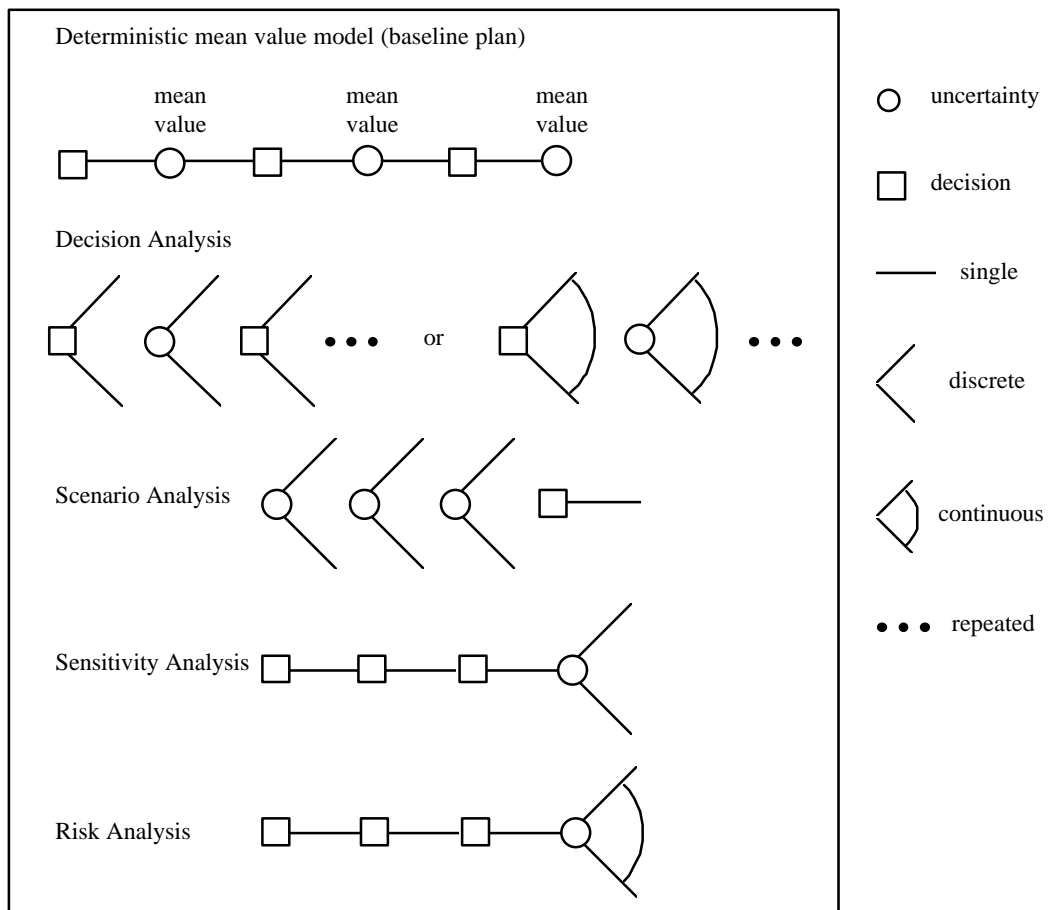 Deterministic mean value model (baseline plan)
mean value
mean value
mean value
Decision Analysis
or
Scenario Analysis
Sensitivity Analysis
Risk Analysis
uncertainty
decision
single
discrete
continuous
repeated